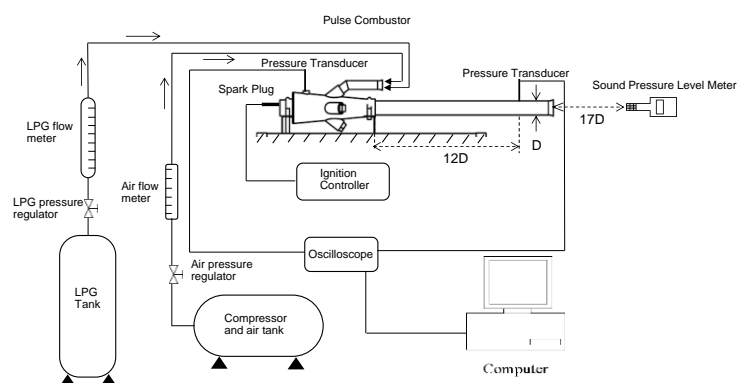 Pulse Combustor
Pressure Transducer
Pressure Transducer
Spark Plug
Sound Pressure Level Meter
LPG flow
meter
17D
12D
D
Ignition
Controller
Air flow
meter
LPG pressure
regulator
Oscilloscope
Air pressure
regulator
LPG
Tank
Compressor
and air tank
Computer